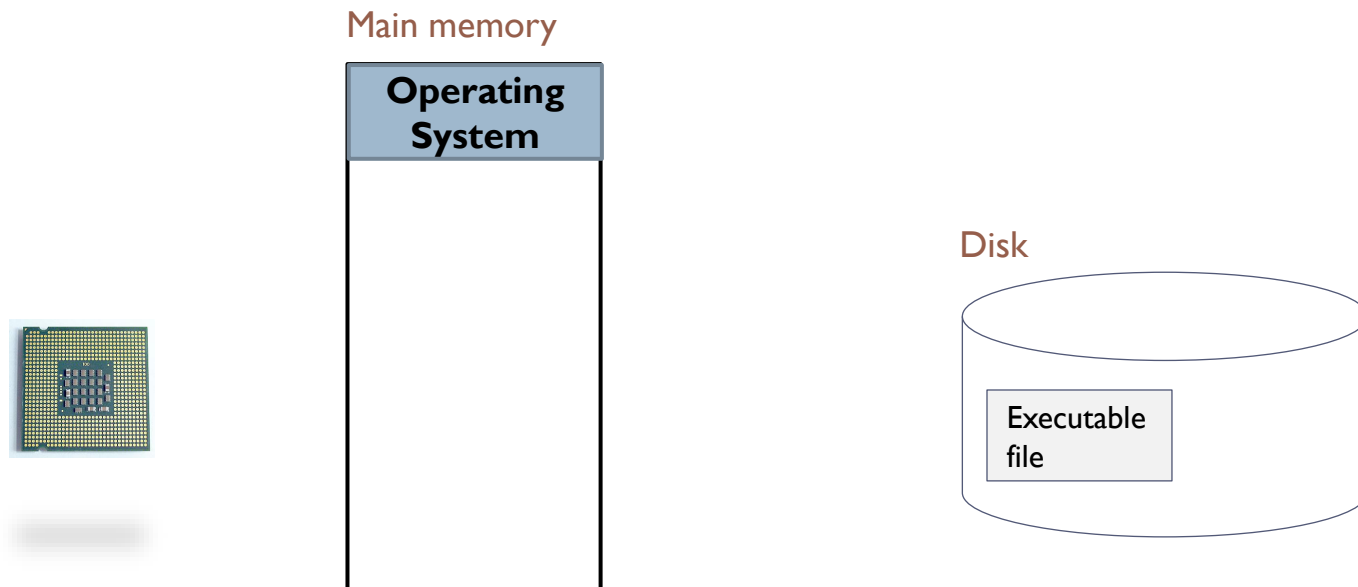 Main memory
Operating
System
Disk
Executable
file